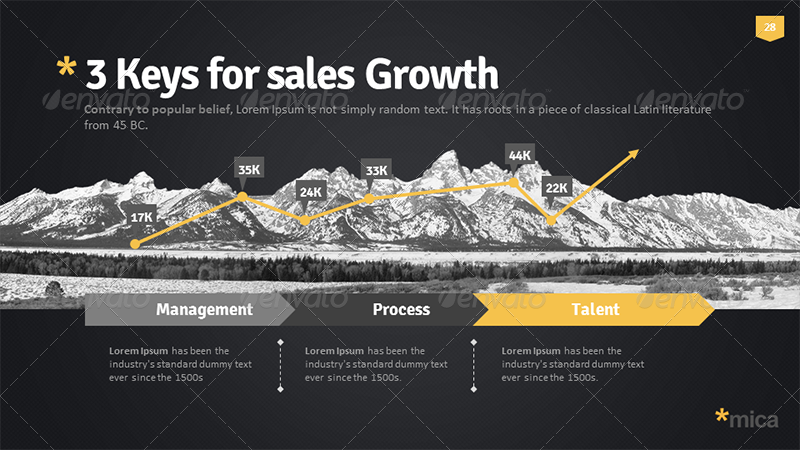 28
* 3 Keys for sales Growth
Contrary to popular belief, Lorem Ipsum is not simply random text. It has roots in a piece of classical Latin literature
from 45 BC.
17K
35K
24K
33K
44K
22K
Management
Process
Talent
Lorem Ipsum has been the
industry's standard dummy text
ever since the 1500s
Lorem Ipsum has been the
industry's standard dummy text
ever since the 1500s.
Lorem Ipsum has been the
industry's standard dummy text
ever since the 1500s.
*mica
envato
envato
envato
envato
envato
envato
envato
envato